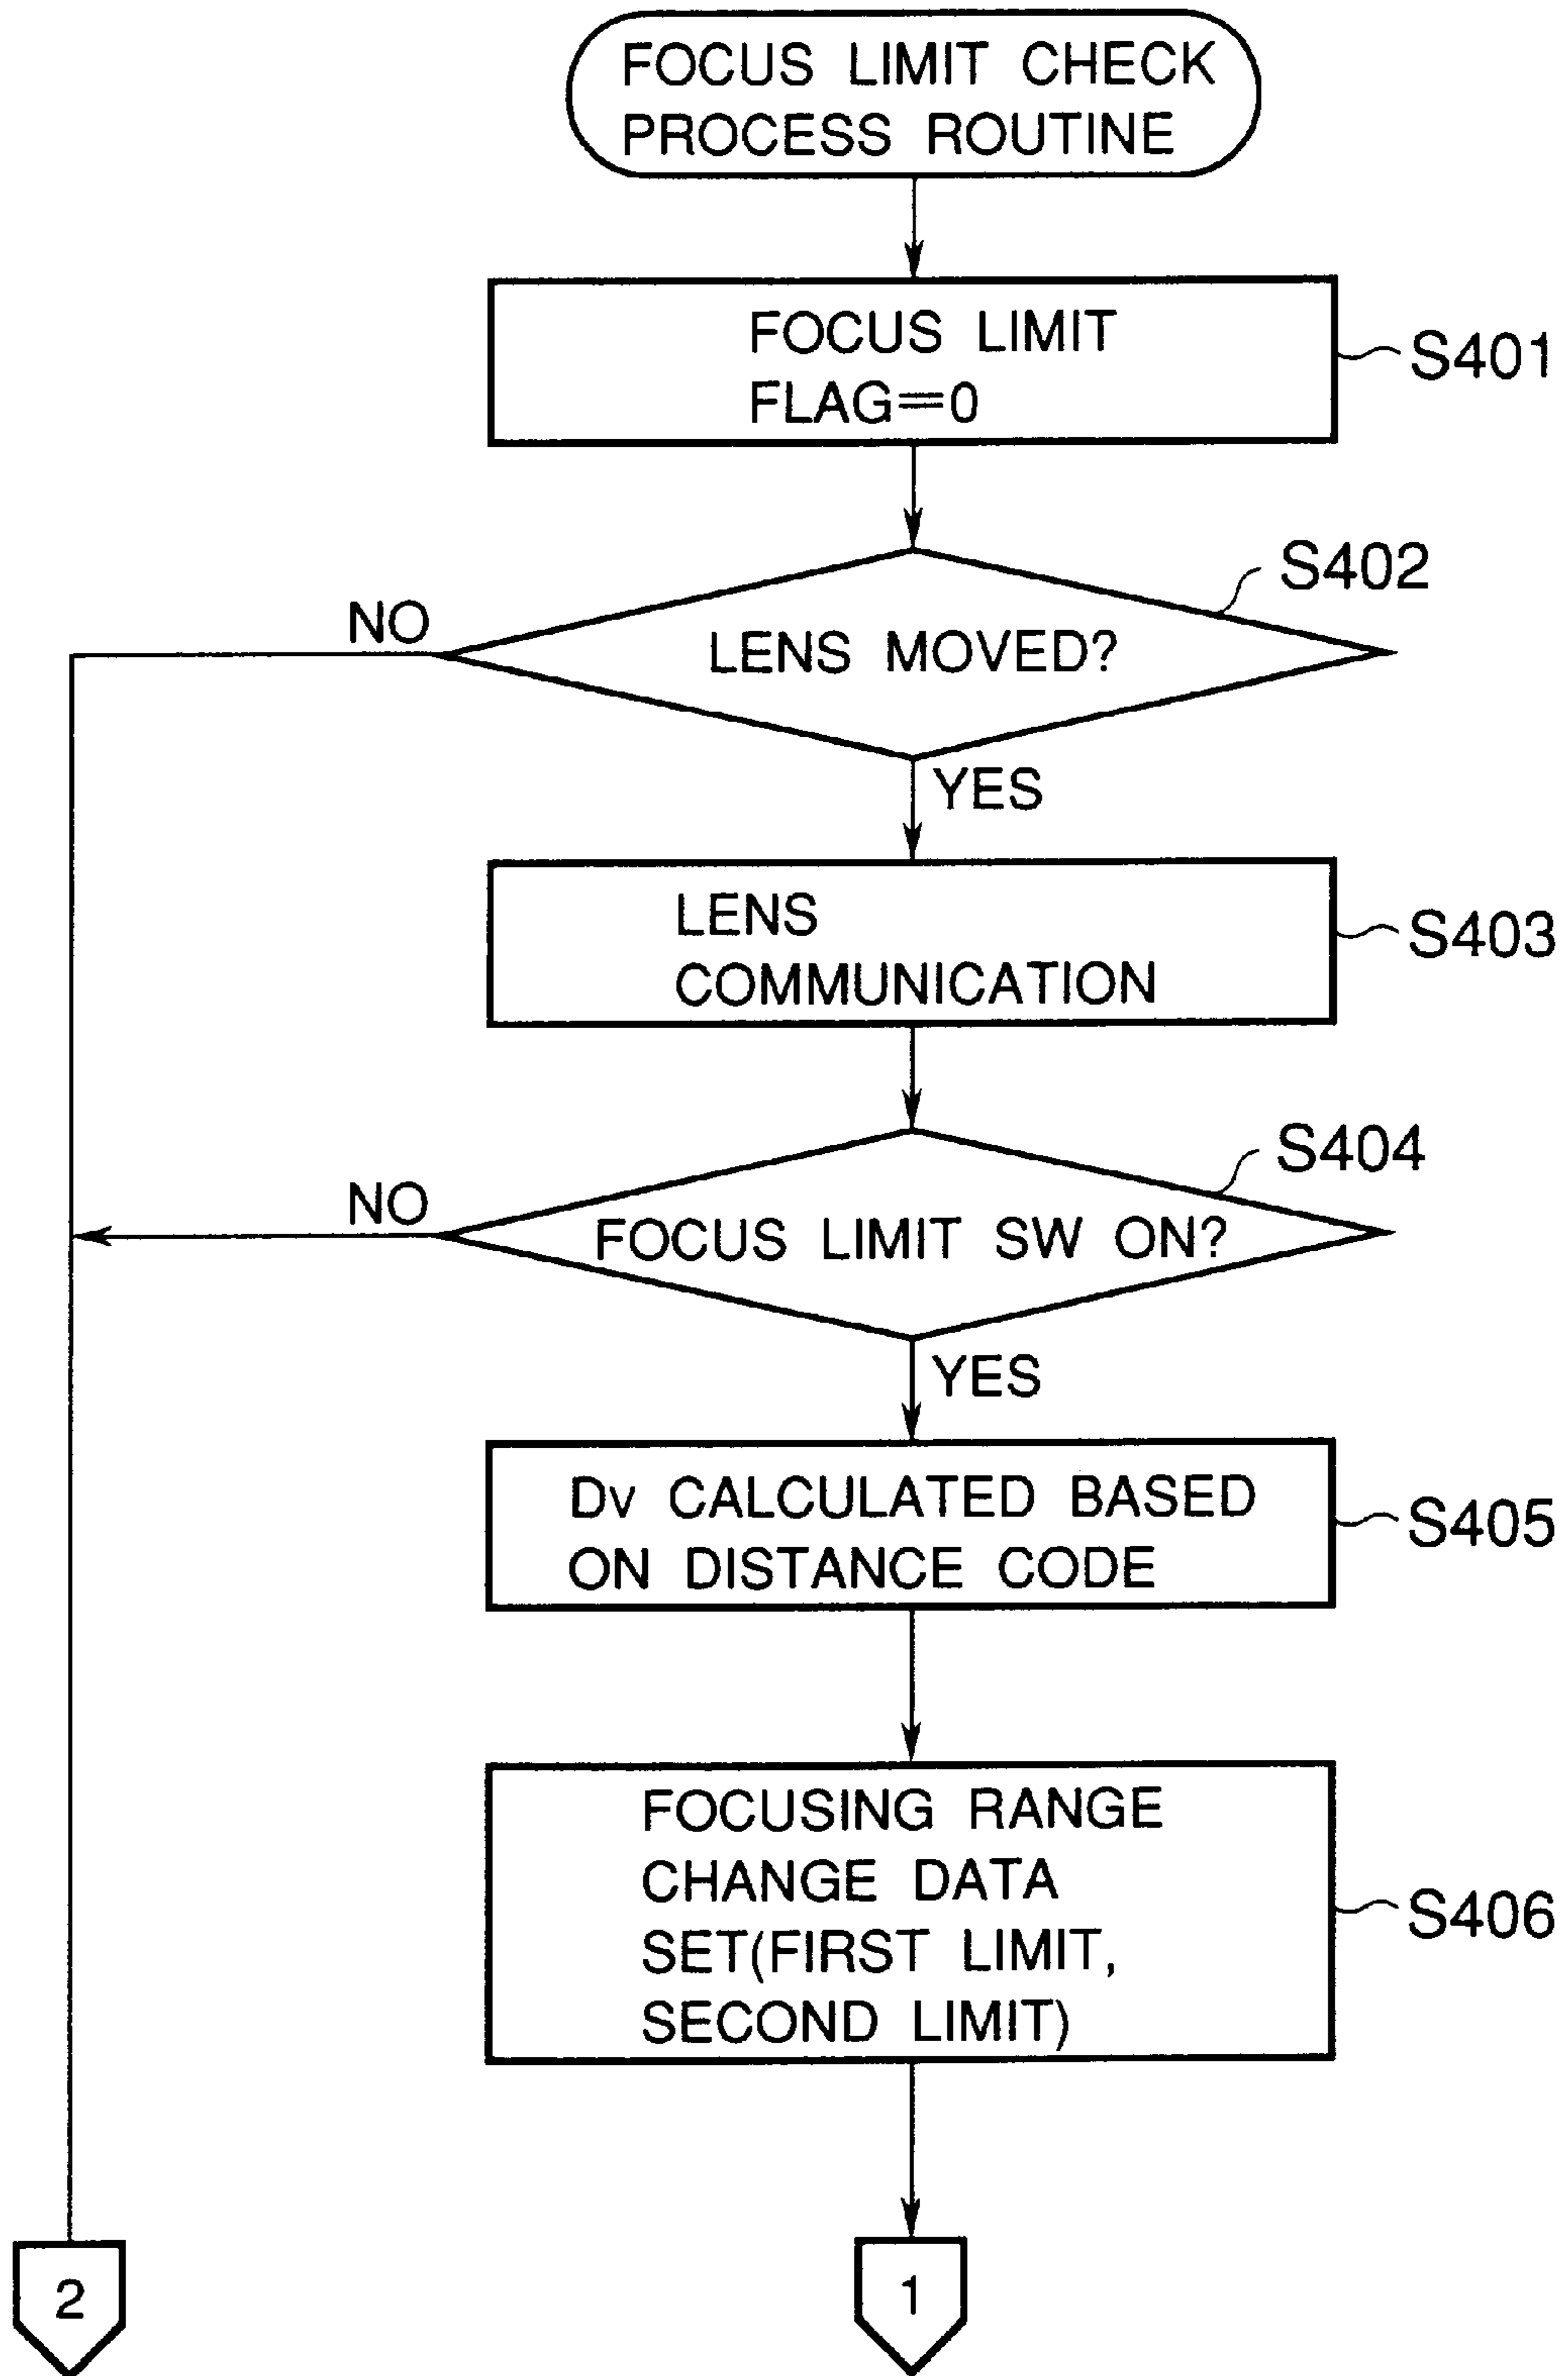 FOCUS LIMIT CHECK
PROCESS ROUTINE
FOCUS LIMIT
FLAG=0
S401
S402
NO
LENS MOVED?
YES
LENS
COMMUNICATION
S403
S404
NO
FOCUS LIMIT SW ON?
YES
Dv CALCULATED BASED
ON DISTANCE CODE
S405
FOCUSING RANGE
CHANGE DATA
SET(FIRST LIMIT,
SECOND LIMIT)
S406
2
1